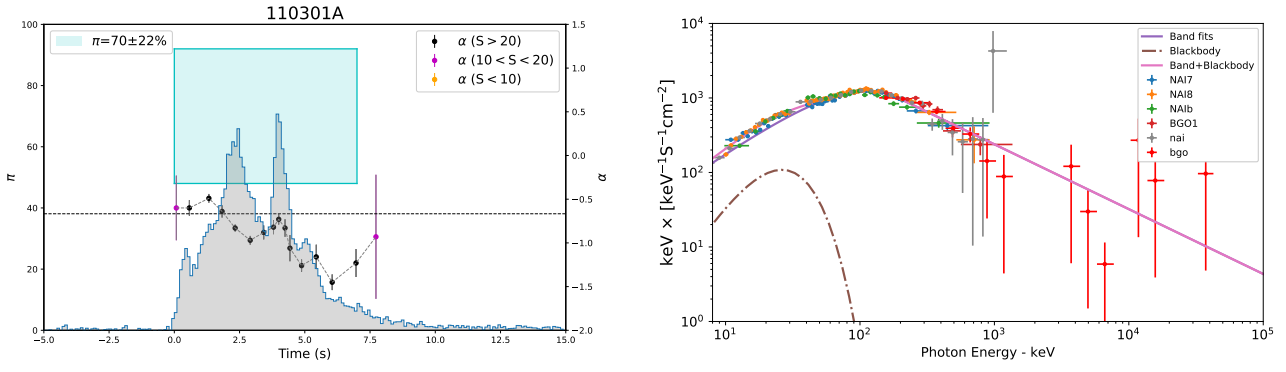 110301A
π=70±22%
α (S > 20)
α (10 < S < 20)
α (S < 10)
100
80
60
40
20
0
π
1.5
1.0
0.5
0.0
−0.5
−1.0
−1.5
−2.0
α
−5.0 −2.5 0.0 2.5 5.0 7.5 10.0 12.5 15.0
Time (s)
Band fits
Blackbody
Band+Blackbody
NAI7
NAI8
NAIb
BGO1
nai
bgo
10⁴
10³
10²
10¹
10⁰
keV × [keV⁻¹S⁻¹cm⁻²]
10¹ 10² 10³ 10⁴ 10⁵
Photon Energy - keV